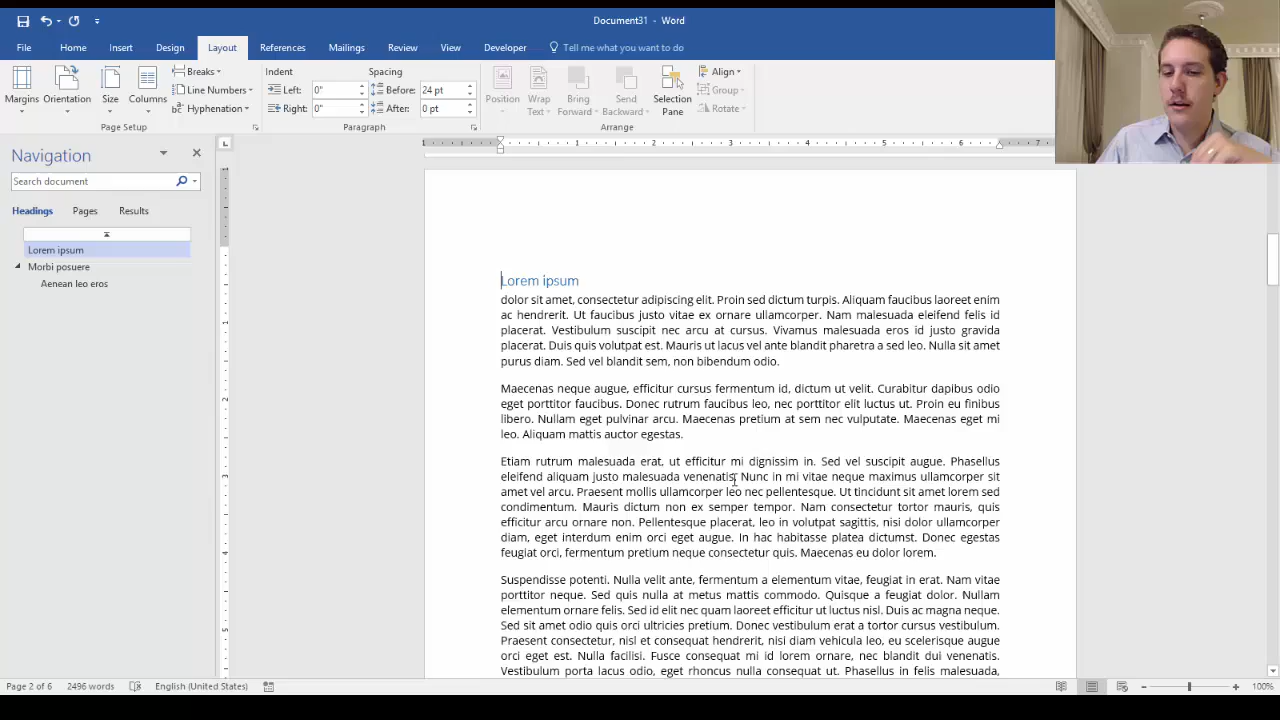 Document31 - Word
File Home Insert Design Layout References Mailings Review View Developer Tell me what you want to do
Margins
Orientation
Size
Columns
Breaks
Line Numbers
Hyphenation
Page Setup
Indent
Left: 0"
Right: 0"
Spacing
Before: 24 pt
After: 0 pt
Paragraph
Position
Wrap
Text
Bring
Forward
Send
Backward
Selection
Pane
Align
Group
Rotate
Arrange
Navigation
Search document
Headings Pages Results
Lorem ipsum
Morbi posuere
Aenean leo eros
1 1 2 3 4 5 6 7
1
1
2
3
4
5
Lorem ipsum
dolor sit amet, consectetur adipiscing elit. Proin sed dictum turpis. Aliquam faucibus laoreet enim
ac hendrerit. Ut faucibus justo vitae ex ornare ullamcorper. Nam malesuada eleifend felis id
placerat. Vestibulum suscipit nec arcu at cursus. Vivamus malesuada eros id justo gravida
placerat. Duis quis volutpat est. Mauris ut lacus vel ante blandit pharetra a sed leo. Nulla sit amet
purus diam. Sed vel blandit sem, non bibendum odio.
Maecenas neque augue, efficitur cursus fermentum id, dictum ut velit. Curabitur dapibus odio
eget porttitor faucibus. Donec rutrum faucibus leo, nec porttitor elit luctus ut. Proin eu finibus
libero. Nullam eget pulvinar arcu. Maecenas pretium at sem nec vulputate. Maecenas eget mi
leo. Aliquam mattis auctor egestas.
Etiam rutrum malesuada erat, ut efficitur mi dignissim in. Sed vel suscipit augue. Phasellus
eleifend aliquam justo malesuada venenatis. Nunc in mi vitae neque maximus ullamcorper sit
amet vel arcu. Praesent mollis ullamcorper leo nec pellentesque. Ut tincidunt sit amet lorem sed
condimentum. Mauris dictum non ex semper tempor. Nam consectetur tortor mauris, quis
efficitur arcu ornare non. Pellentesque placerat, leo in volutpat sagittis, nisi dolor ullamcorper
diam, eget interdum enim orci eget augue. In hac habitasse platea dictumst. Donec egestas
feugiat orci, fermentum pretium neque consectetur quis. Maecenas eu dolor lorem.
Suspendisse potenti. Nulla velit ante, fermentum a elementum vitae, feugiat in erat. Nam vitae
porttitor neque. Sed quis nulla at metus mattis commodo. Quisque a feugiat dolor. Nullam
elementum ornare felis. Sed id elit nec quam laoreet efficitur ut luctus nisl. Duis ac magna neque.
Sed sit amet odio quis orci ultricies pretium. Donec vestibulum erat a tortor cursus vestibulum.
Praesent consectetur, nisl et consequat hendrerit, nisi diam vehicula leo, eu scelerisque augue
orci eget est. Nulla facilisi. Fusce consequat mi id lorem ornare, nec blandit dui venenatis.
Vestibulum porta lacus odio, eget rhoncus nulla consequat ut. Phasellus in felis malesuada,
Page 2 of 6 2496 words English (United States) 100%